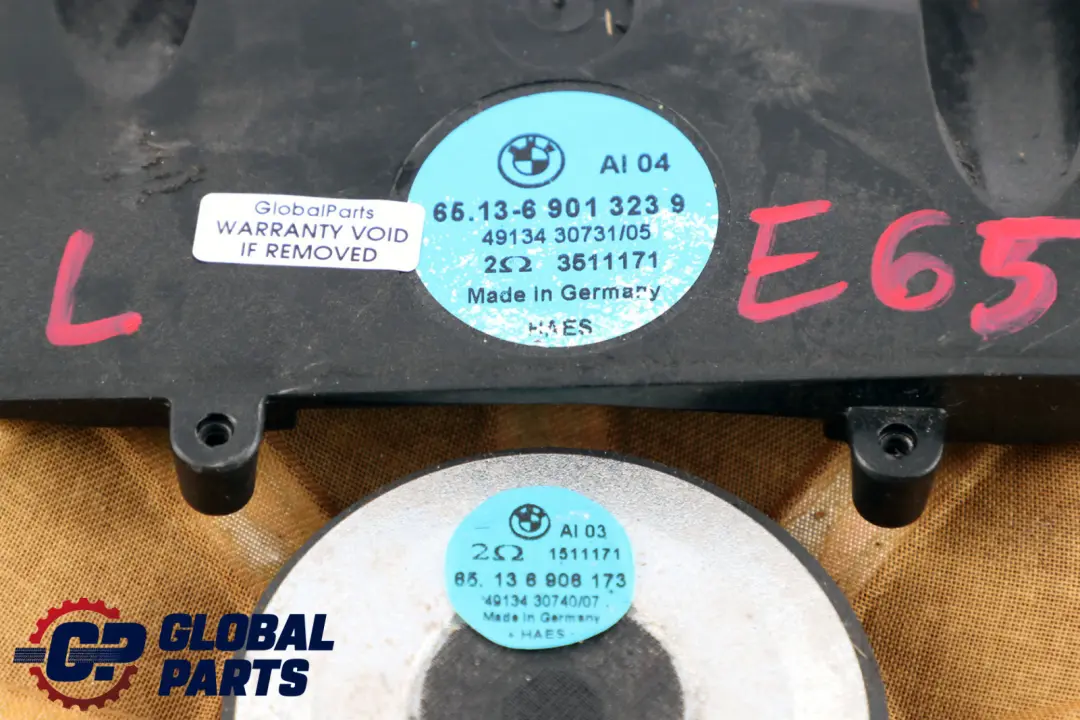 AI 04
65.13-6 901 323 9
49134 30731/05
2Ω 3511171
Made in Germany
HAES
GlobalParts
WARRANTY VOID
IF REMOVED
L
E65
AI 03
2Ω 1511171
65. 13 6 906 173
49134 30740/07
Made in Germany
HAES
GP GLOBAL
PARTS